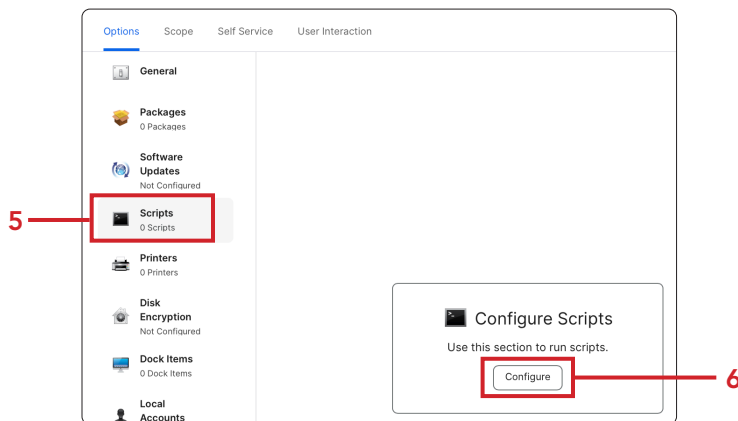 Options Scope Self Service User Interaction
General
Packages
0 Packages
Software
Updates
Not Configured
5
Scripts
0 Scripts
Printers
0 Printers
Disk
Encryption
Not Configured
Dock Items
0 Dock Items
Local
Accounts
Configure Scripts
Use this section to run scripts.
Configure
6